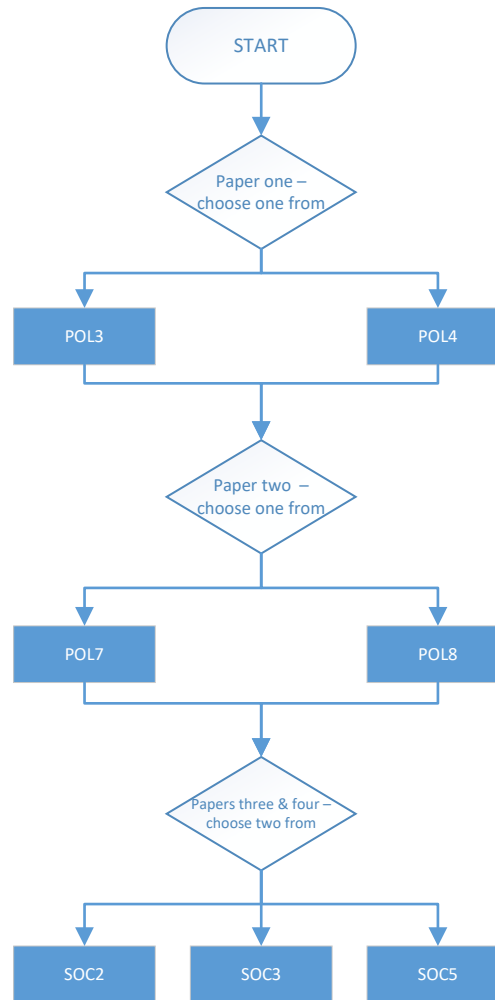 START
Paper one –
choose one from
POL3
POL4
Paper two –
choose one from
POL7
POL8
Papers three & four –
choose two from
SOC2
SOC3
SOC5